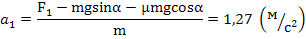 a₁ = (F₁ − mgsinα − μmgcosα) / m = 1,27 (м/с²)